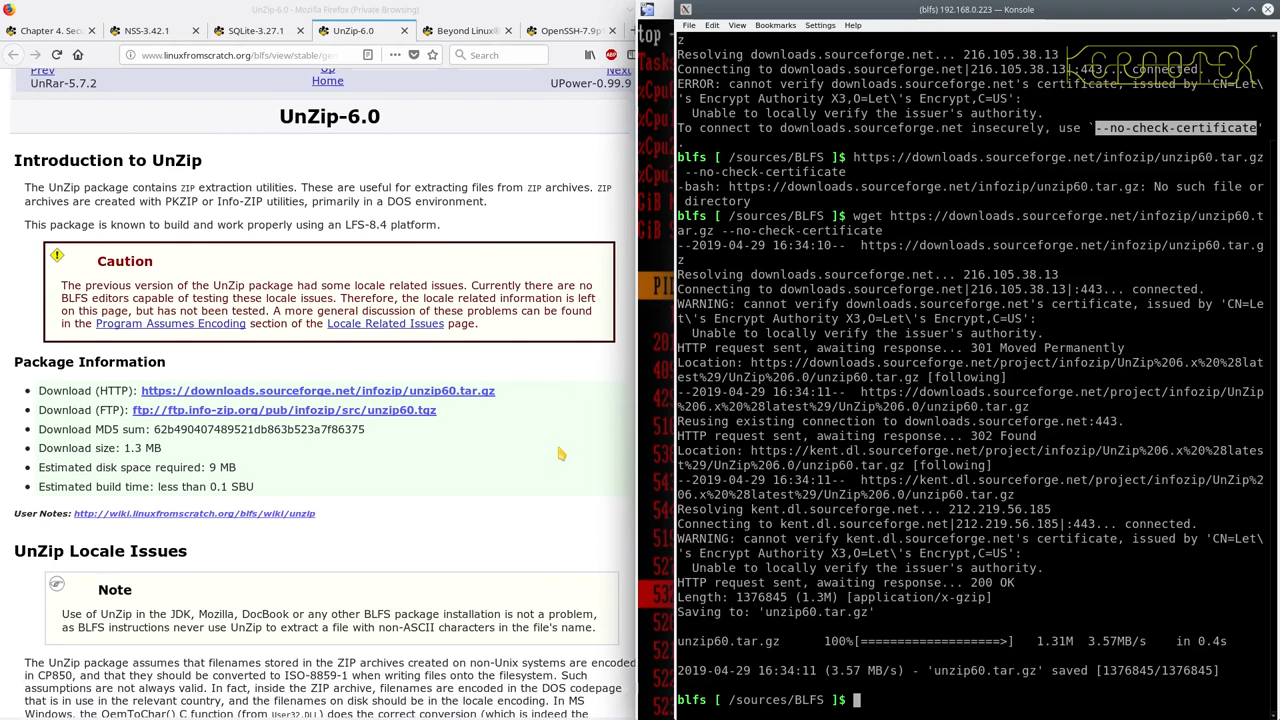 UnZip-6.0 - Mozilla Firefox (Private Browsing)
Chapter 4. Sec
NSS-3.42.1
SQLite-3.27.1
UnZip-6.0
Beyond Linux®
OpenSSH-7.9p1
www.linuxfromscratch.org/blfs/view/stable/gen
Search
Prev
UnRar-5.7.2
Up
Home
Next
UPower-0.99.9
UnZip-6.0
Introduction to UnZip
The UnZip package contains ZIP extraction utilities. These are useful for extracting files from ZIP archives. ZIP
archives are created with PKZIP or Info-ZIP utilities, primarily in a DOS environment.
This package is known to build and work properly using an LFS-8.4 platform.
Caution
The previous version of the UnZip package had some locale related issues. Currently there are no
BLFS editors capable of testing these locale issues. Therefore, the locale related information is left
on this page, but has not been tested. A more general discussion of these problems can be found
in the Program Assumes Encoding section of the Locale Related Issues page.
Package Information
Download (HTTP): https://downloads.sourceforge.net/infozip/unzip60.tar.gz
Download (FTP): ftp://ftp.info-zip.org/pub/infozip/src/unzip60.tgz
Download MD5 sum: 62b490407489521db863b523a7f86375
Download size: 1.3 MB
Estimated disk space required: 9 MB
Estimated build time: less than 0.1 SBU
User Notes: http://wiki.linuxfromscratch.org/blfs/wiki/unzip
UnZip Locale Issues
Note
Use of UnZip in the JDK, Mozilla, DocBook or any other BLFS package installation is not a problem,
as BLFS instructions never use UnZip to extract a file with non-ASCII characters in the file's name.
The UnZip package assumes that filenames stored in the ZIP archives created on non-Unix systems are encoded
in CP850, and that they should be converted to ISO-8859-1 when writing files onto the filesystem. Such
assumptions are not always valid. In fact, inside the ZIP archive, filenames are encoded in the DOS codepage
that is in use in the relevant country, and the filenames on disk should be in the locale encoding. In MS
Windows, the OemToChar() C function (from User32.DLL) does the correct conversion (which is indeed the
top -
Tasks
%Cpu
PI
(blfs) 192.168.0.223 — Konsole
File Edit View Bookmarks Settings Help
z
Resolving downloads.sourceforge.net... 216.105.38.13
Connecting to downloads.sourceforge.net|216.105.38.13|:443... connected.
ERROR: cannot verify downloads.sourceforge.net's certificate, issued by 'CN=Let\
's Encrypt Authority X3,O=Let\'s Encrypt,C=US':
Unable to locally verify the issuer's authority.
To connect to downloads.sourceforge.net insecurely, use `--no-check-certificate'
.
blfs [ /sources/BLFS ]$ https://downloads.sourceforge.net/infozip/unzip60.tar.gz
--no-check-certificate
-bash: https://downloads.sourceforge.net/infozip/unzip60.tar.gz: No such file or
directory
blfs [ /sources/BLFS ]$ wget https://downloads.sourceforge.net/infozip/unzip60.t
ar.gz --no-check-certificate
--2019-04-29 16:34:10-- https://downloads.sourceforge.net/infozip/unzip60.tar.g
z
Resolving downloads.sourceforge.net... 216.105.38.13
Connecting to downloads.sourceforge.net|216.105.38.13|:443... connected.
WARNING: cannot verify downloads.sourceforge.net's certificate, issued by 'CN=Le
t\'s Encrypt Authority X3,O=Let\'s Encrypt,C=US':
Unable to locally verify the issuer's authority.
HTTP request sent, awaiting response... 301 Moved Permanently
Location: https://downloads.sourceforge.net/project/infozip/UnZip%206.x%20%28lat
est%29/UnZip%206.0/unzip60.tar.gz [following]
--2019-04-29 16:34:11-- https://downloads.sourceforge.net/project/infozip/UnZip
%206.x%20%28latest%29/UnZip%206.0/unzip60.tar.gz
Reusing existing connection to downloads.sourceforge.net:443.
HTTP request sent, awaiting response... 302 Found
Location: https://kent.dl.sourceforge.net/project/infozip/UnZip%206.x%20%28lates
t%29/UnZip%206.0/unzip60.tar.gz [following]
--2019-04-29 16:34:11-- https://kent.dl.sourceforge.net/project/infozip/UnZip%2
06.x%20%28latest%29/UnZip%206.0/unzip60.tar.gz
Resolving kent.dl.sourceforge.net... 212.219.56.185
Connecting to kent.dl.sourceforge.net|212.219.56.185|:443... connected.
WARNING: cannot verify kent.dl.sourceforge.net's certificate, issued by 'CN=Let\
's Encrypt Authority X3,O=Let\'s Encrypt,C=US':
Unable to locally verify the issuer's authority.
HTTP request sent, awaiting response... 200 OK
Length: 1376845 (1.3M) [application/x-gzip]
Saving to: 'unzip60.tar.gz'
unzip60.tar.gz 100%[===================>] 1.31M 3.57MB/s in 0.4s
2019-04-29 16:34:11 (3.57 MB/s) - 'unzip60.tar.gz' saved [1376845/1376845]
blfs [ /sources/BLFS ]$